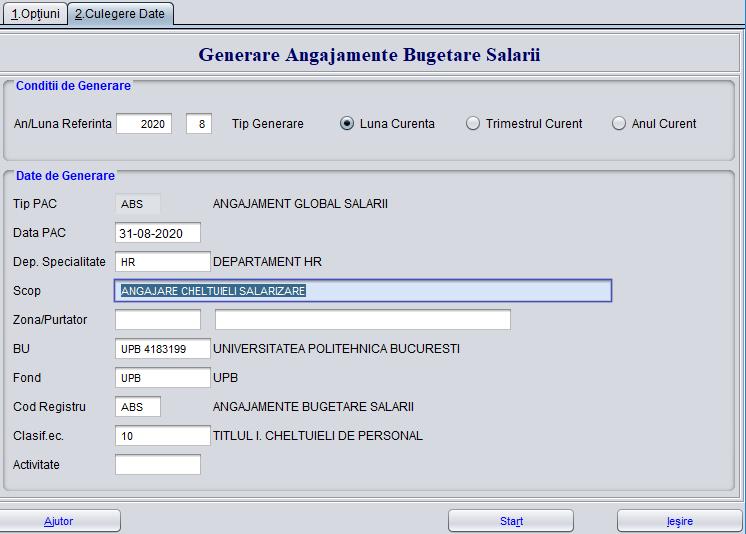 1.Opţiuni 2.Culegere Date
Generare Angajamente Bugetare Salarii
Conditii de Generare
An/Luna Referinta 2020 8 Tip Generare Luna Curenta Trimestrul Curent Anul Curent
Date de Generare
Tip PAC ABS ANGAJAMENT GLOBAL SALARII
Data PAC 31-08-2020
Dep. Specialitate HR DEPARTAMENT HR
Scop ANGAJARE CHELTUIELI SALARIZARE
Zona/Purtator
BU UPB 4183199 UNIVERSITATEA POLITEHNICA BUCURESTI
Fond UPB UPB
Cod Registru ABS ANGAJAMENTE BUGETARE SALARII
Clasif.ec. 10 TITLUL I. CHELTUIELI DE PERSONAL
Activitate
Ajutor Start Ieşire